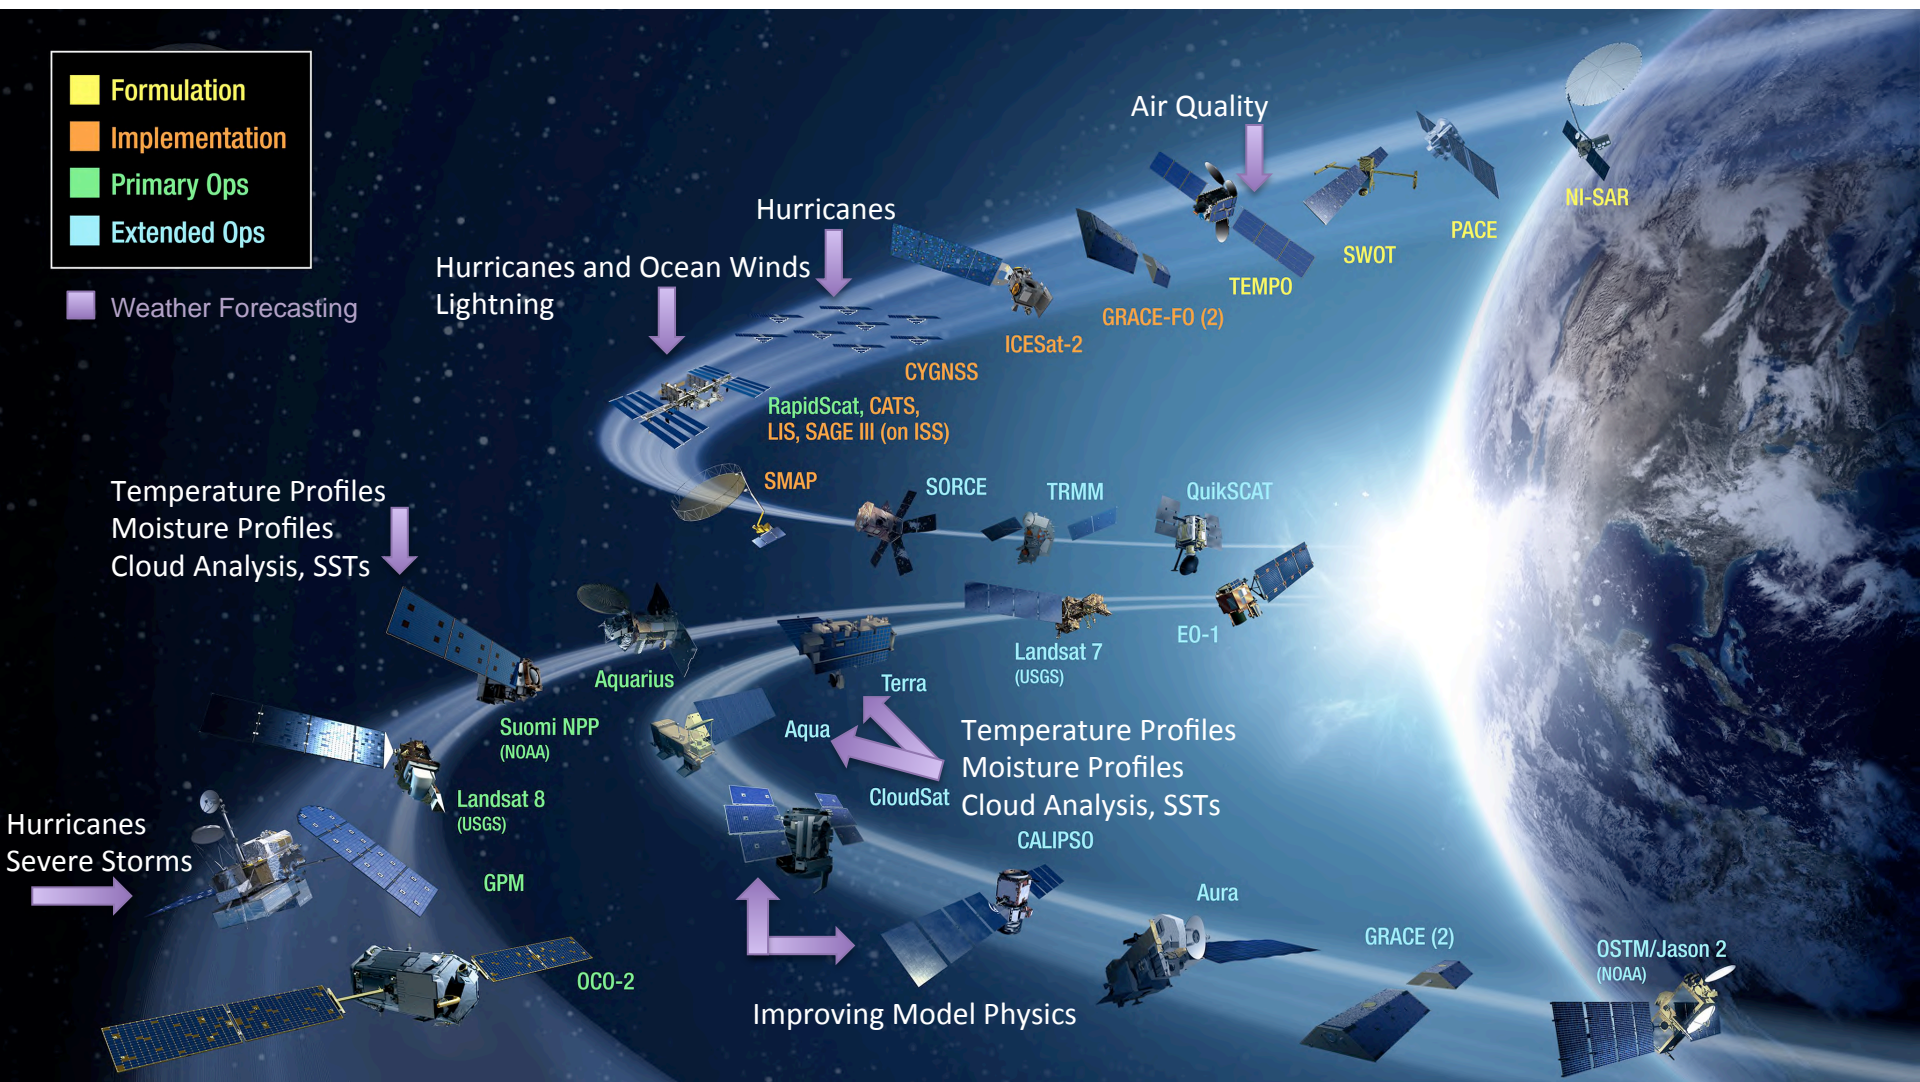 Formulation
Implementation
Primary Ops
Extended Ops
Weather Forecasting
Air Quality
Hurricanes
Hurricanes and Ocean Winds
Lightning
NI-SAR
PACE
SWOT
TEMPO
GRACE-FO (2)
ICESat-2
CYGNSS
RapidScat, CATS,
LIS, SAGE III (on ISS)
SMAP
SORCE
TRMM
QuikSCAT
Temperature Profiles
Moisture Profiles
Cloud Analysis, SSTs
EO-1
Landsat 7
(USGS)
Terra
Aquarius
Suomi NPP
(NOAA)
Aqua
Temperature Profiles
Moisture Profiles
Cloud Analysis, SSTs
CloudSat
Landsat 8
(USGS)
Hurricanes
Severe Storms
CALIPSO
GPM
Aura
GRACE (2)
OSTM/Jason 2
(NOAA)
OCO-2
Improving Model Physics